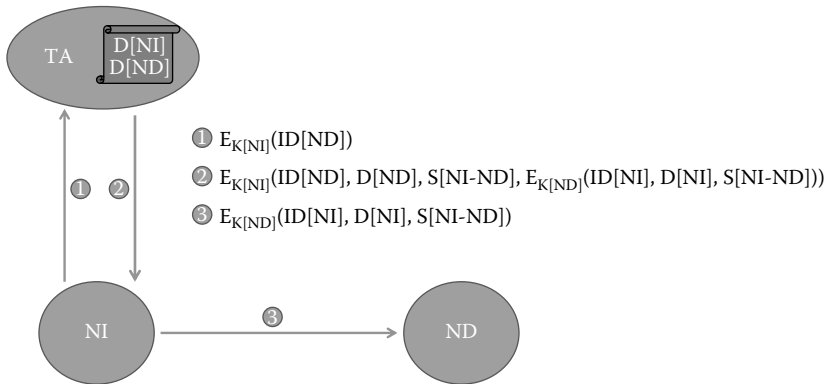 TA
D[NI]
D[ND]
1 E_K[NI](ID[ND])
2 E_K[NI](ID[ND], D[ND], S[NI-ND], E_K[ND](ID[NI], D[NI], S[NI-ND]))
3 E_K[ND](ID[NI], D[NI], S[NI-ND])
1
2
3
NI
ND